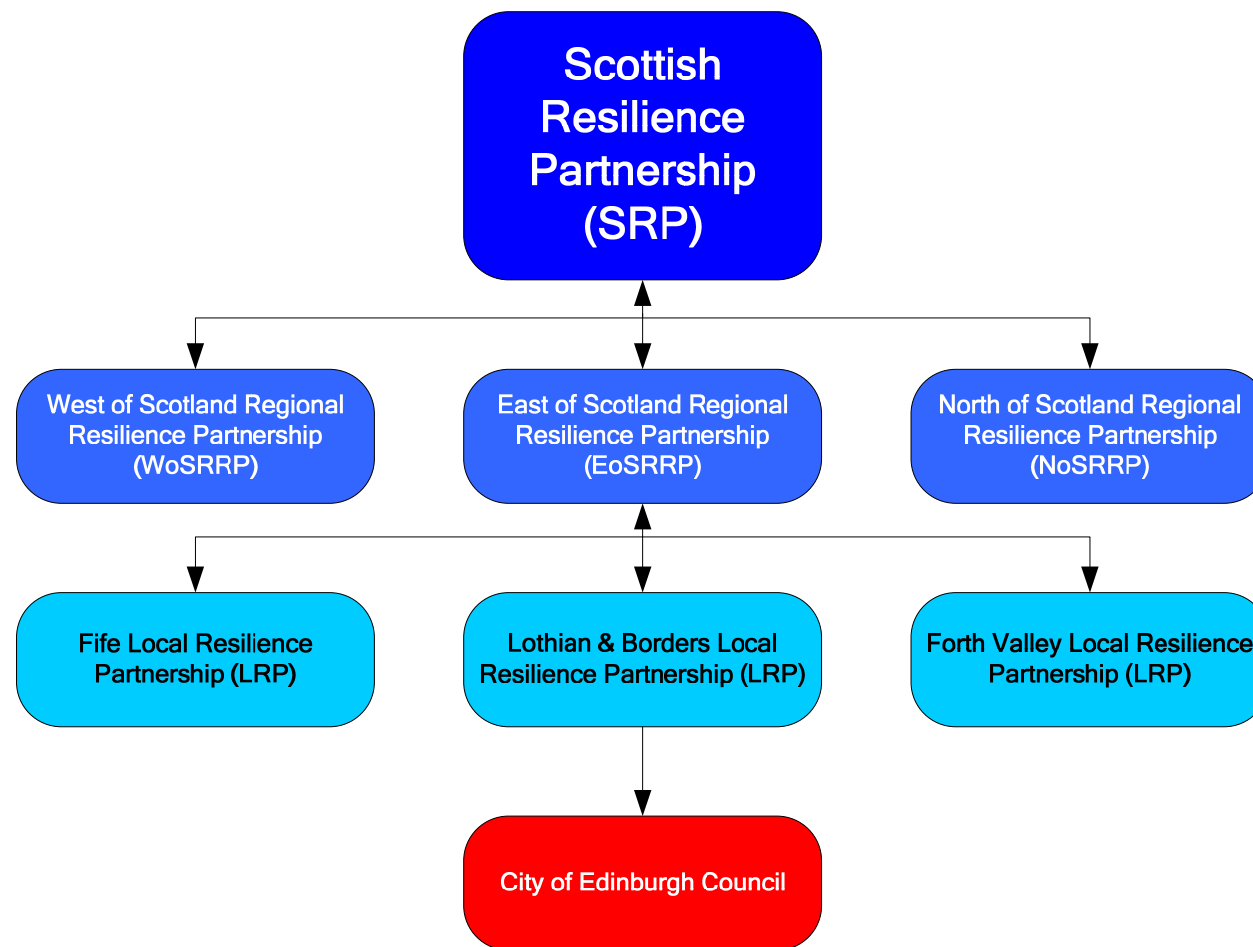 Scottish
Resilience
Partnership
(SRP)
West of Scotland Regional
Resilience Partnership
(WoSRRP)
East of Scotland Regional
Resilience Partnership
(EoSRRP)
North of Scotland Regional
Resilience Partnership
(NoSRRP)
Fife Local Resilience
Partnership (LRP)
Lothian & Borders Local
Resilience Partnership (LRP)
Forth Valley Local Resilience
Partnership (LRP)
City of Edinburgh Council